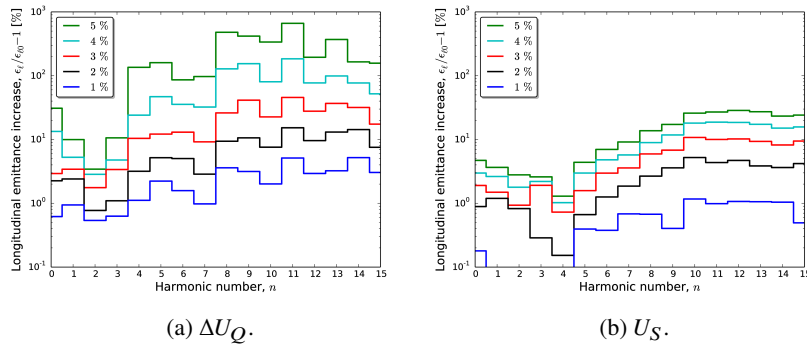 10³
10²
10¹
10⁰
10⁻¹
Longitudinal emittance increase, ϵℓ/ϵℓ0−1 [%]
5 %
4 %
3 %
2 %
1 %
0 1 2 3 4 5 6 7 8 9 10 11 12 13 14 15
Harmonic number, n
(a) ΔU_Q.
10³
10²
10¹
10⁰
10⁻¹
Longitudinal emittance increase, ϵℓ/ϵℓ0−1 [%]
5 %
4 %
3 %
2 %
1 %
0 1 2 3 4 5 6 7 8 9 10 11 12 13 14 15
Harmonic number, n
(b) U_S.